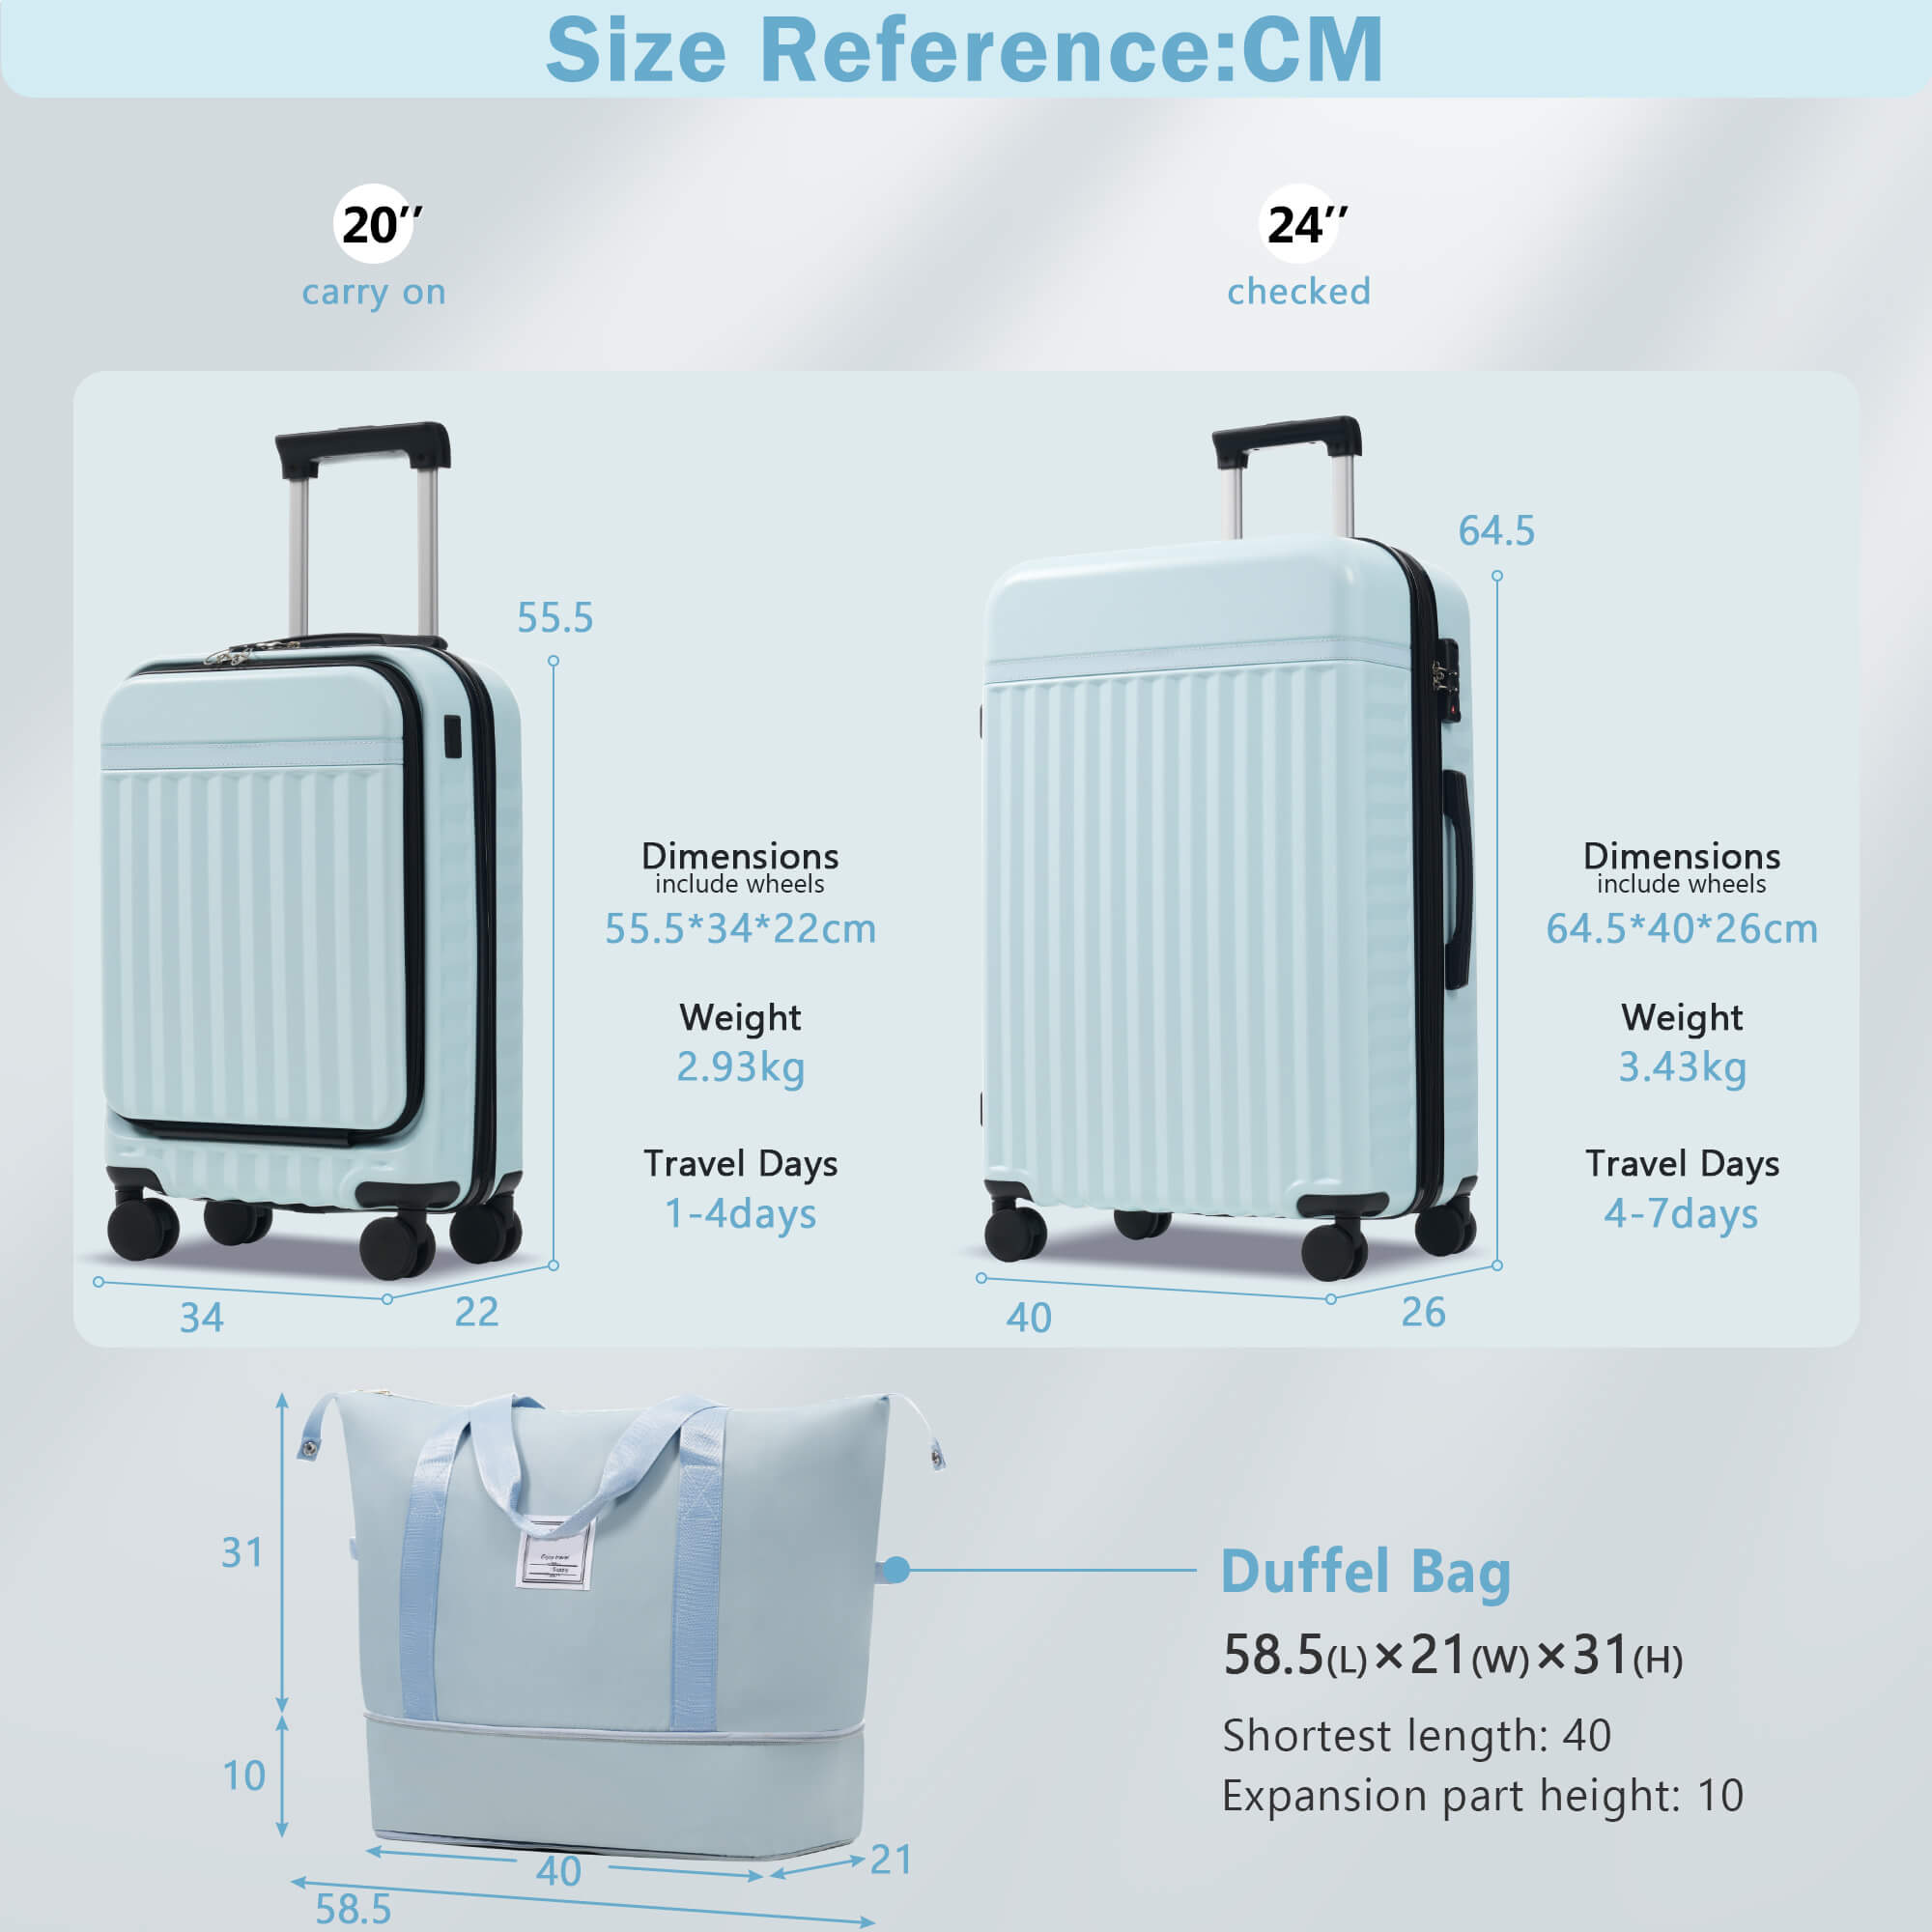 Size Reference:CM
20’’
carry on
24’’
checked
55.5
Dimensions
include wheels
55.5*34*22cm
Weight
2.93kg
Travel Days
1-4days
34
22
64.5
Dimensions
include wheels
64.5*40*26cm
Weight
3.43kg
Travel Days
4-7days
40
26
31
10
40
21
58.5
Enjoy travel
Duffel Bag
58.5(L)×21(W)×31(H)
Shortest length: 40
Expansion part height: 10